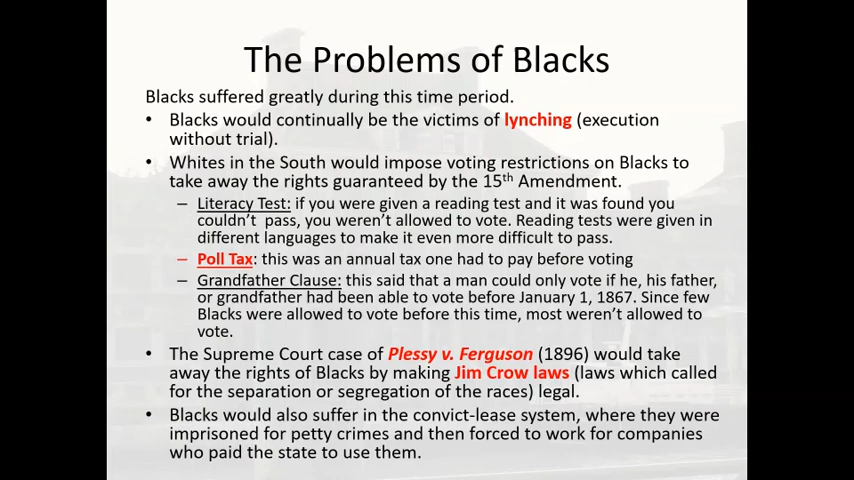 The Problems of Blacks
Blacks suffered greatly during this time period.
• Blacks would continually be the victims of lynching (execution
without trial).
• Whites in the South would impose voting restrictions on Blacks to
take away the rights guaranteed by the 15th Amendment.
– Literacy Test: if you were given a reading test and it was found you
couldn't pass, you weren't allowed to vote. Reading tests were given in
different languages to make it even more difficult to pass.
– Poll Tax: this was an annual tax one had to pay before voting
– Grandfather Clause: this said that a man could only vote if he, his father,
or grandfather had been able to vote before January 1, 1867. Since few
Blacks were allowed to vote before this time, most weren't allowed to
vote.
• The Supreme Court case of Plessy v. Ferguson (1896) would take
away the rights of Blacks by making Jim Crow laws (laws which called
for the separation or segregation of the races) legal.
• Blacks would also suffer in the convict-lease system, where they were
imprisoned for petty crimes and then forced to work for companies
who paid the state to use them.